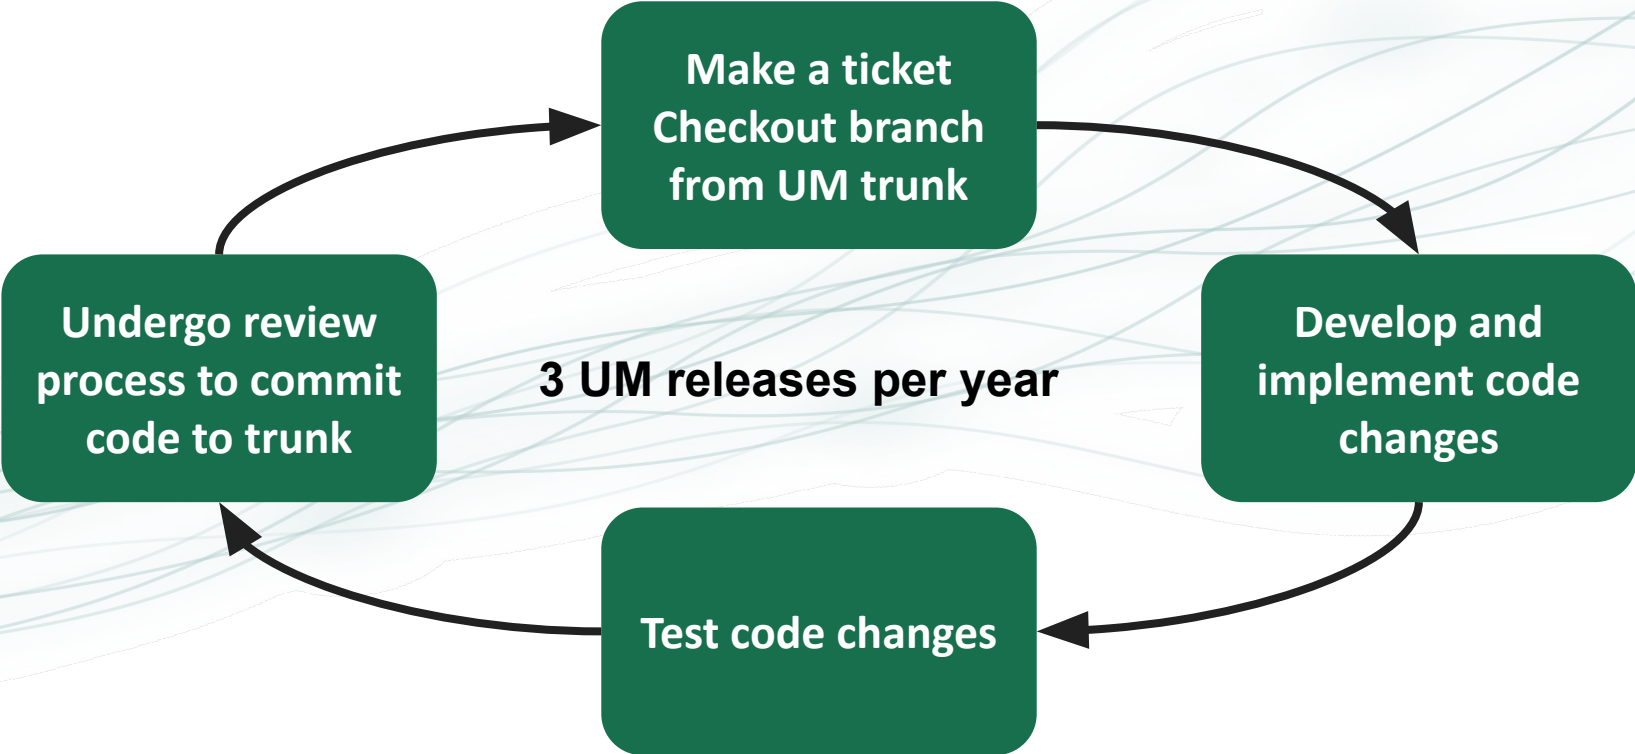 Make a ticket
Checkout branch
from UM trunk
Undergo review
process to commit
code to trunk
3 UM releases per year
Develop and
implement code
changes
Test code changes